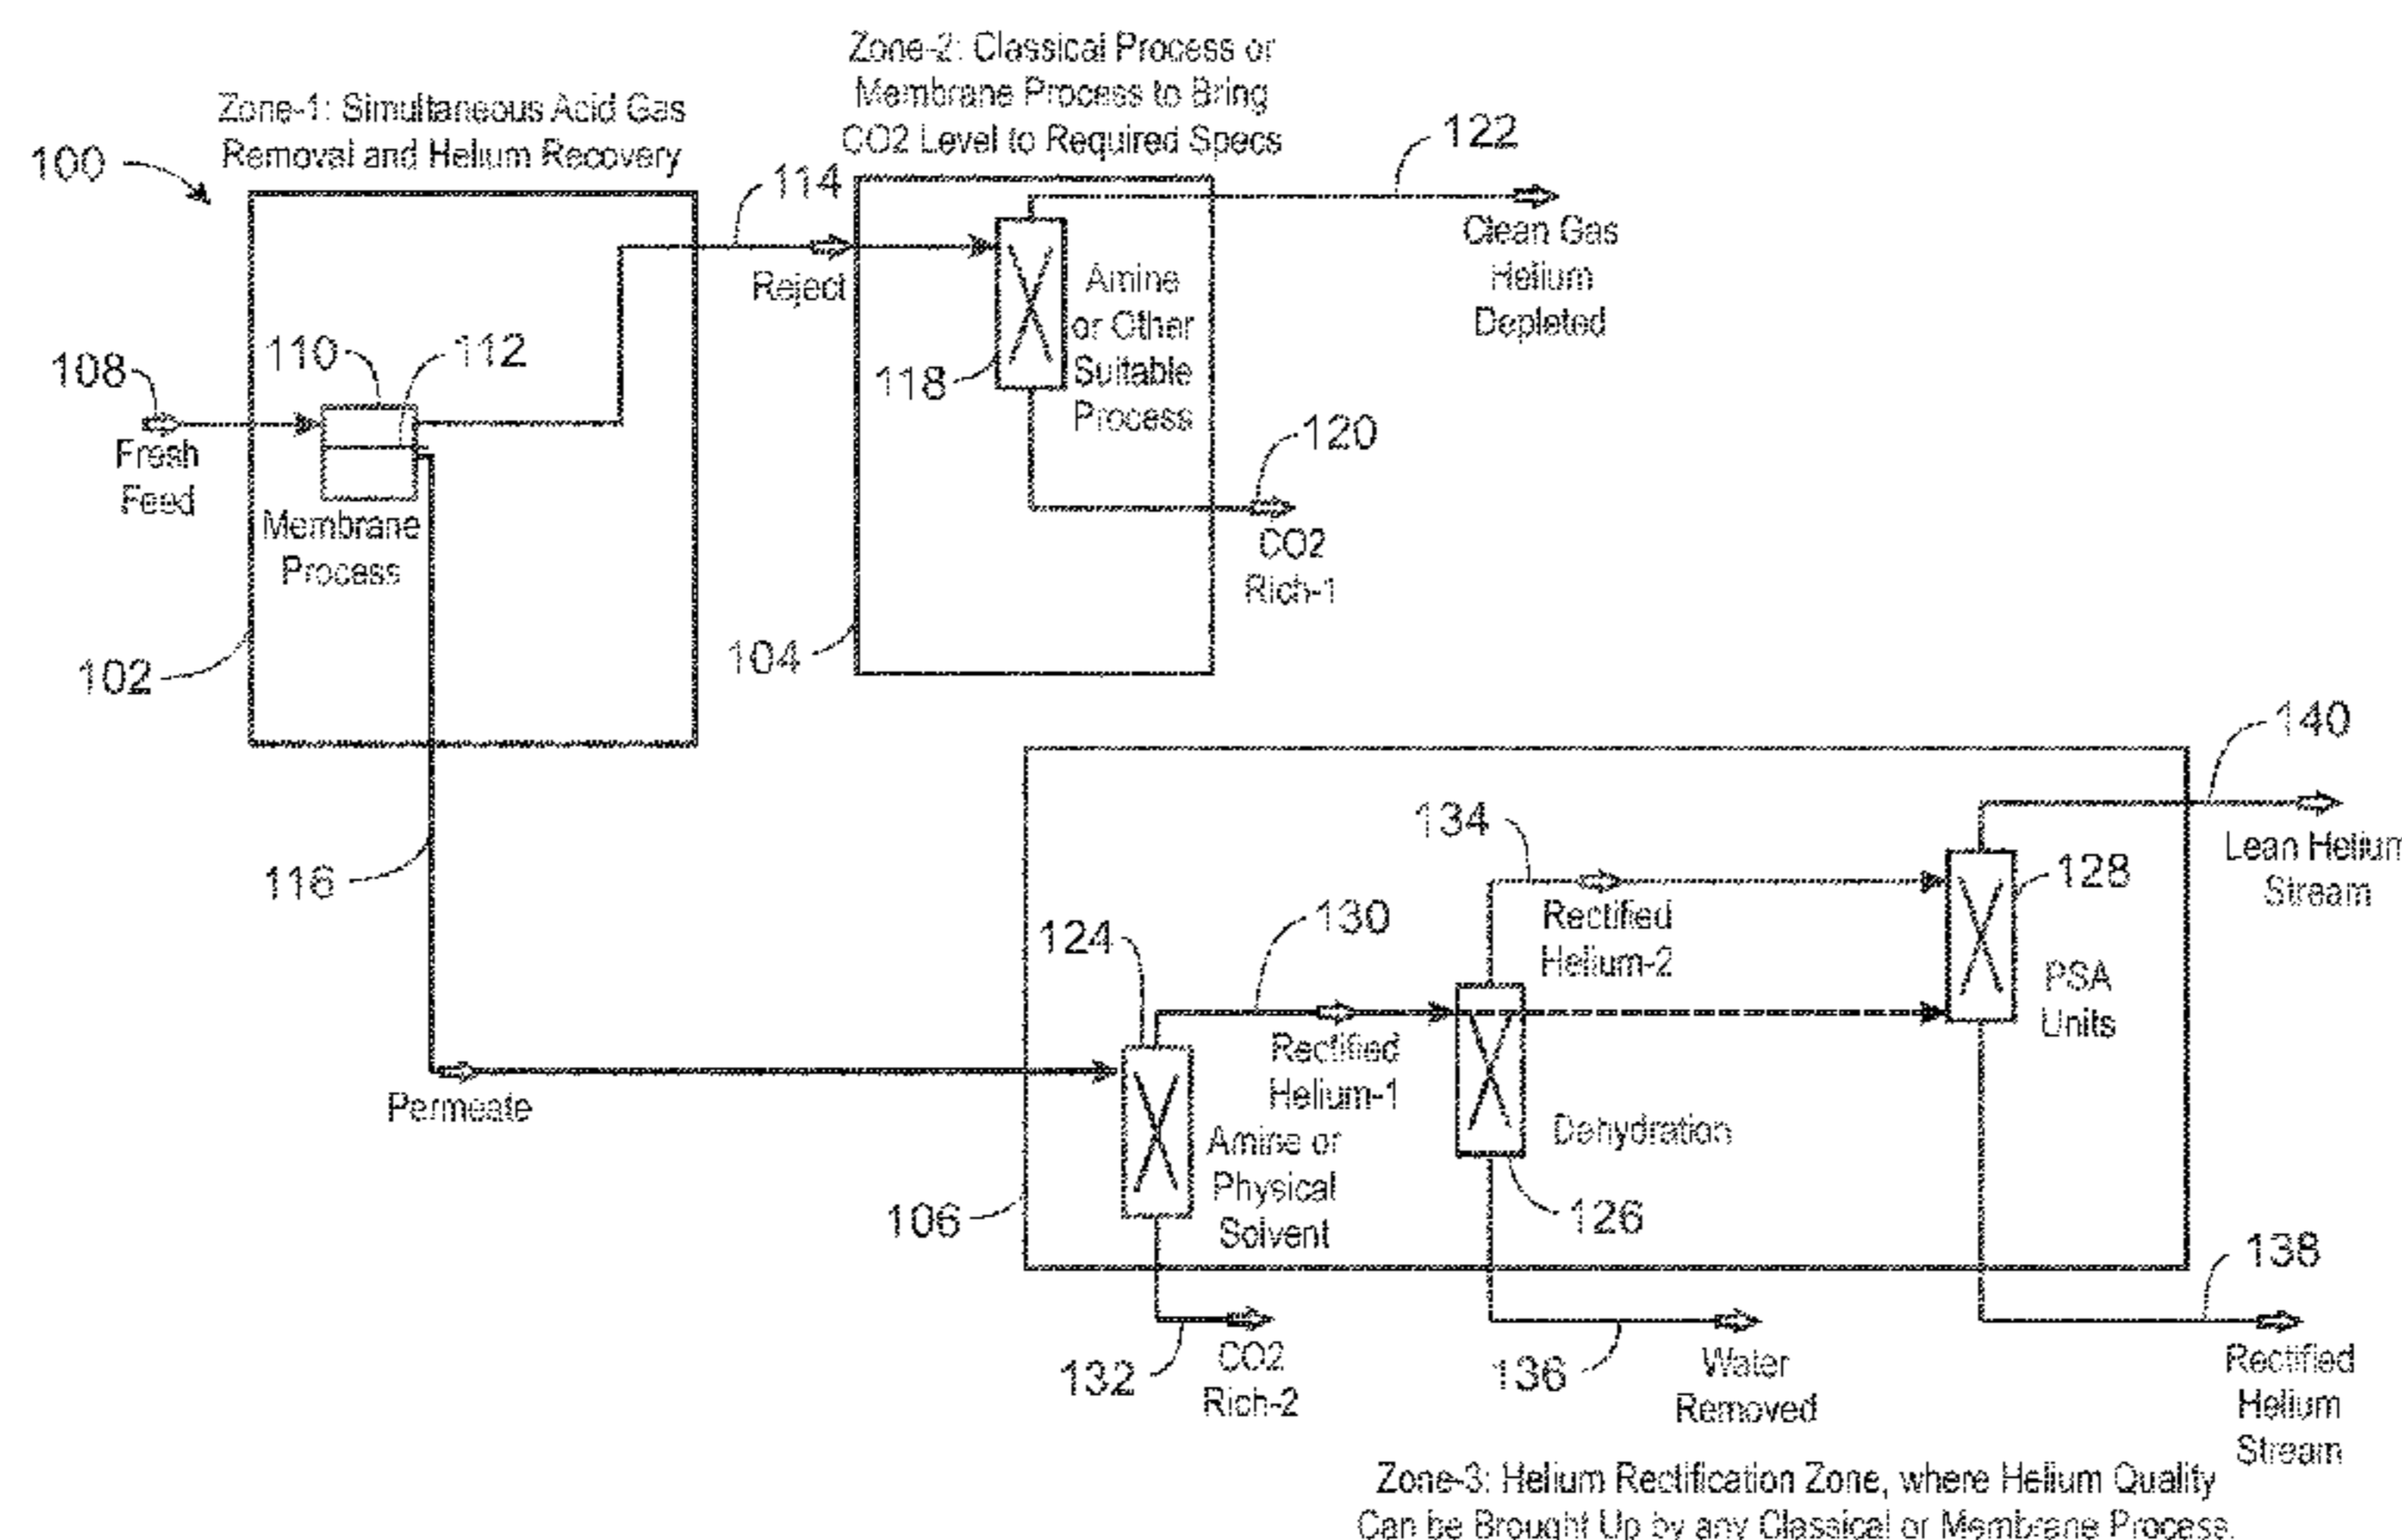 Zone-2: Classical Process or
Membrane Process to Bring
CO2 Level to Required Specs
Zone-1: Simultaneous Acid Gas
Removal and Helium Recovery
100
114
122
Reject
Clean Gas
Helium
Depleted
Amine
or Other
Suitable
Process
118
108
110
112
Fresh
Feed
Membrane
Process
120
CO2
Rich-1
102
104
116
Permeate
140
Lean Helium
Stream
134
Rectified
Helium-2
128
PSA
Units
124
130
Rectified
Helium-1
Dehydration
Amine or
Physical
Solvent
106
126
138
132
CO2
Rich-2
136
Water
Removed
Rectified
Helium
Stream
Zone-3: Helium Rectification Zone, where Helium Quality
Can be Brought Up by any Classical or Membrane Process.